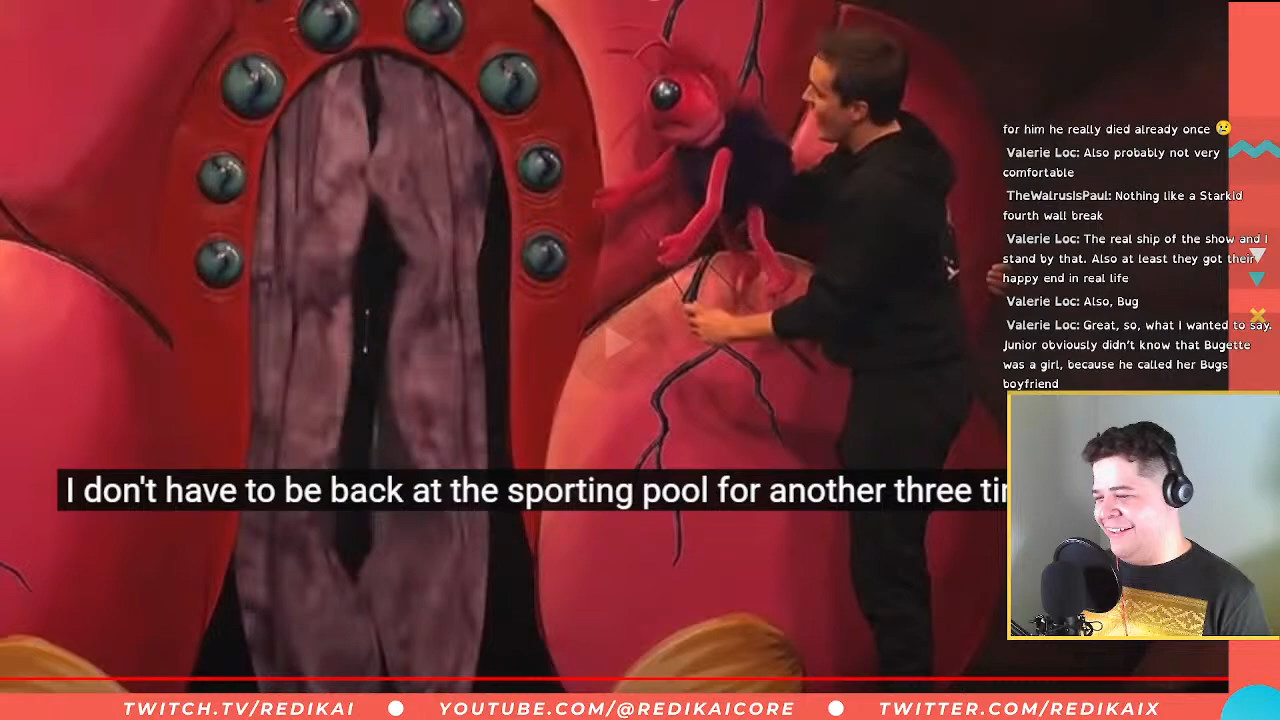 for him he really died already once 😢
Valerie Loc: Also probably not very
comfortable
TheWalrusIsPaul: Nothing like a Starkid
fourth wall break
Valerie Loc: The real ship of the show and I
stand by that. Also at least they got their
happy end in real life
Valerie Loc: Also, Bug
Valerie Loc: Great, so, what I wanted to say.
Junior obviously didn't know that Bugette
was a girl, because he called her Bugs
boyfriend
I don't have to be back at the sporting pool for another three
TWITCH.TV/REDIKAI
YOUTUBE.COM/@REDIKAICORE
TWITTER.COM/REDIKAIX